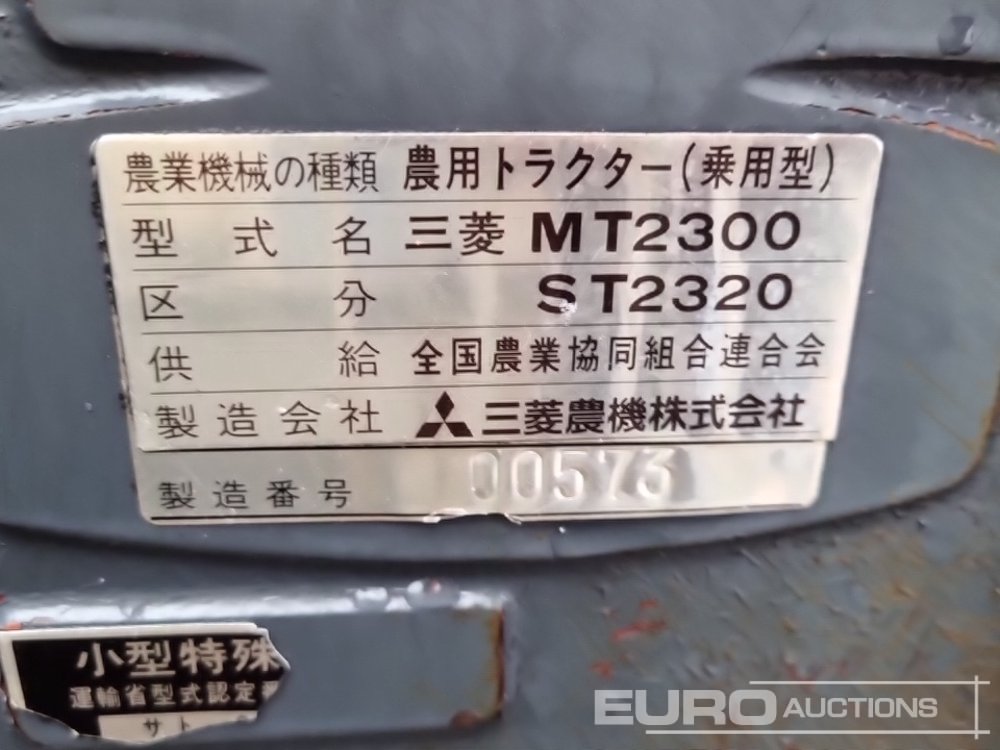 農業機械の種類 農用トラクター(乗用型)
型式名 三菱 MT2300
区分 ST2320
供給 全国農業協同組合連合会
製造会社 三菱農機株式会社
製造番号 00573
小型特殊
運輸省型式認定
サト
EURO AUCTIONS